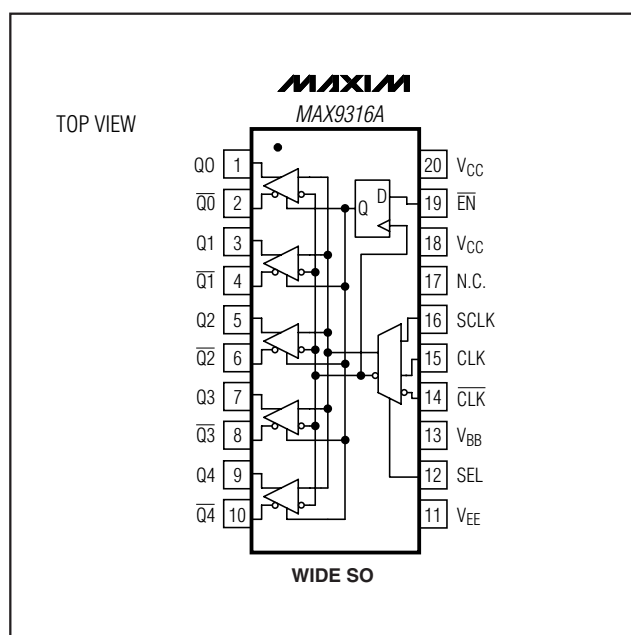 MAXIM
MAX9316A
TOP VIEW
Q0 1
Q̅0̅ 2
Q1 3
Q̅1̅ 4
Q2 5
Q̅2̅ 6
Q3 7
Q̅3̅ 8
Q4 9
Q̅4̅ 10
20 VCC
19 E̅N̅
18 VCC
17 N.C.
16 SCLK
15 CLK
14 C̅L̅K̅
13 VBB
12 SEL
11 VEE
Q D
WIDE SO